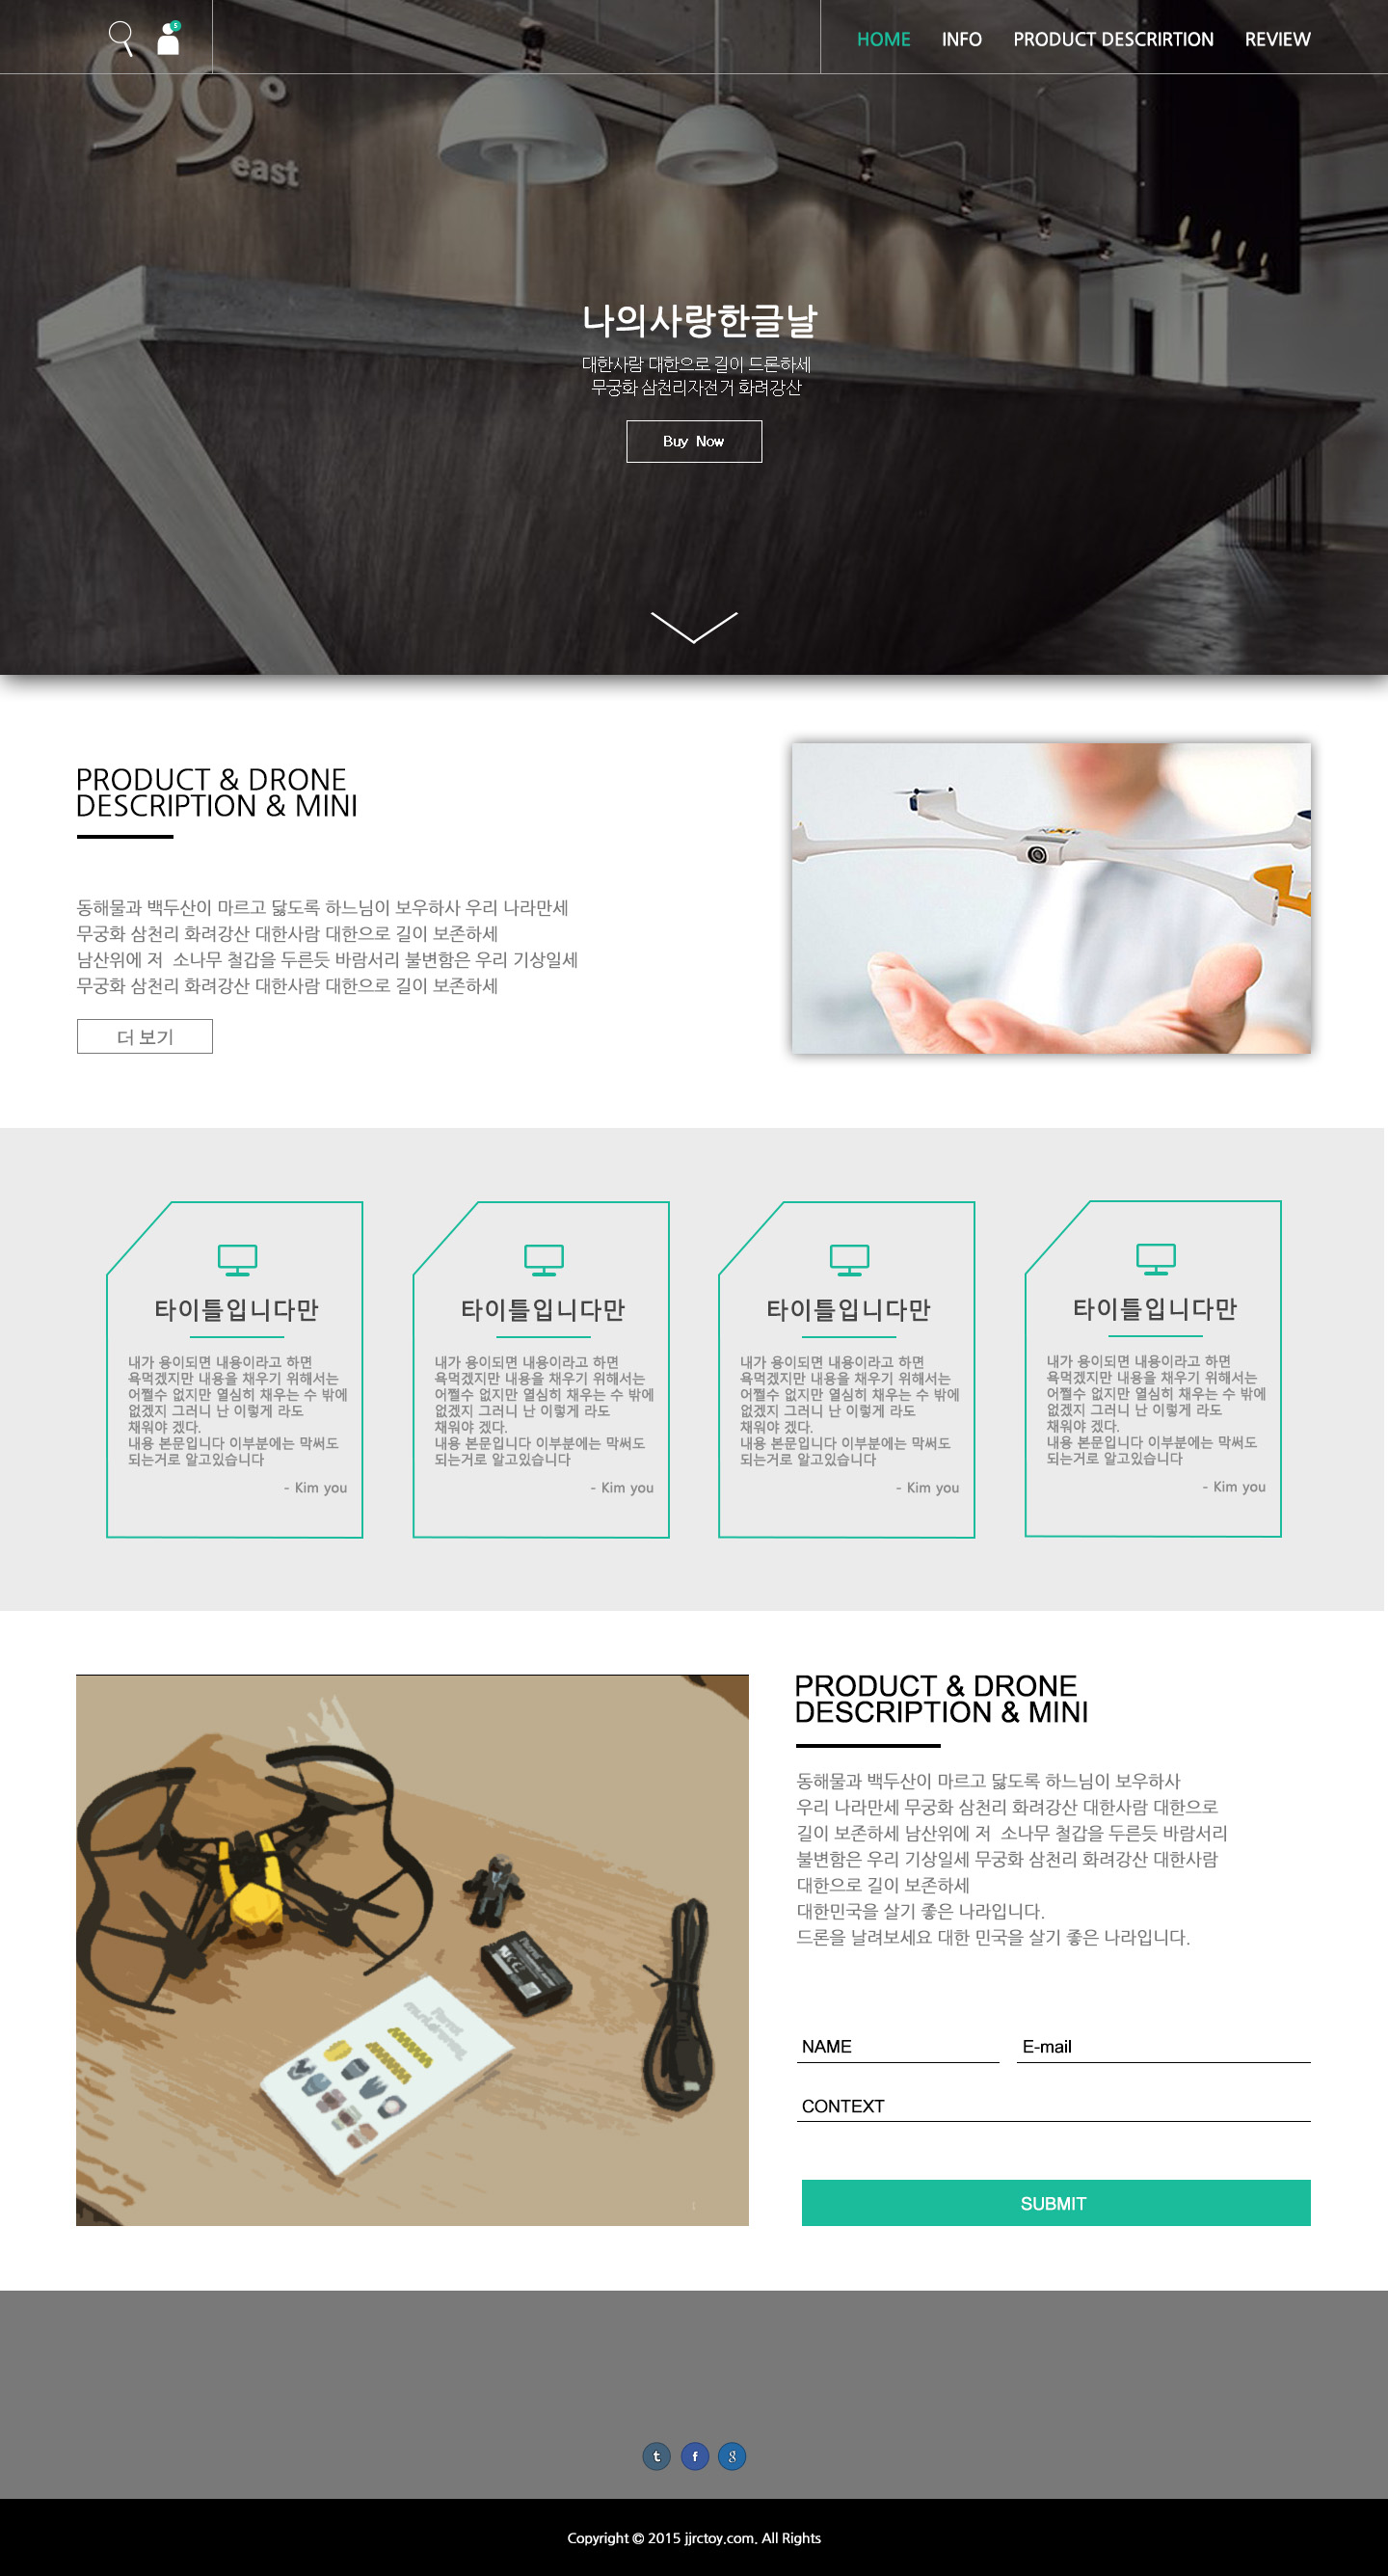 5
HOME INFO PRODUCT DESCRIRTION REVIEW
99°
east
나의사랑한글날
대한사람 대한으로 길이 드론하세
무궁화 삼천리자전거 화려강산
Buy Now
PRODUCT & DRONE
DESCRIPTION & MINI
동해물과 백두산이 마르고 닳도록 하느님이 보우하사 우리 나라만세
무궁화 삼천리 화려강산 대한사람 대한으로 길이 보존하세
남산위에 저 소나무 철갑을 두른듯 바람서리 불변함은 우리 기상일세
무궁화 삼천리 화려강산 대한사람 대한으로 길이 보존하세
더 보기
타이틀입니다만
내가 용이되면 내용이라고 하면
욕먹겠지만 내용을 채우기 위해서는
어쩔수 없지만 열심히 채우는 수 밖에
없겠지 그러니 난 이렇게 라도
채워야 겠다.
내용 본문입니다 이부분에는 막써도
되는거로 알고있습니다
- Kim you
타이틀입니다만
내가 용이되면 내용이라고 하면
욕먹겠지만 내용을 채우기 위해서는
어쩔수 없지만 열심히 채우는 수 밖에
없겠지 그러니 난 이렇게 라도
채워야 겠다.
내용 본문입니다 이부분에는 막써도
되는거로 알고있습니다
- Kim you
타이틀입니다만
내가 용이되면 내용이라고 하면
욕먹겠지만 내용을 채우기 위해서는
어쩔수 없지만 열심히 채우는 수 밖에
없겠지 그러니 난 이렇게 라도
채워야 겠다.
내용 본문입니다 이부분에는 막써도
되는거로 알고있습니다
- Kim you
타이틀입니다만
내가 용이되면 내용이라고 하면
욕먹겠지만 내용을 채우기 위해서는
어쩔수 없지만 열심히 채우는 수 밖에
없겠지 그러니 난 이렇게 라도
채워야 겠다.
내용 본문입니다 이부분에는 막써도
되는거로 알고있습니다
- Kim you
PRODUCT & DRONE
DESCRIPTION & MINI
동해물과 백두산이 마르고 닳도록 하느님이 보우하사
우리 나라만세 무궁화 삼천리 화려강산 대한사람 대한으로
길이 보존하세 남산위에 저 소나무 철갑을 두른듯 바람서리
불변함은 우리 기상일세 무궁화 삼천리 화려강산 대한사람
대한으로 길이 보존하세
대한민국을 살기 좋은 나라입니다.
드론을 날려보세요 대한 민국을 살기 좋은 나라입니다.
NAME E-mail
CONTEXT
SUBMIT
t f g
Copyright © 2015 jjrctoy.com. All Rights